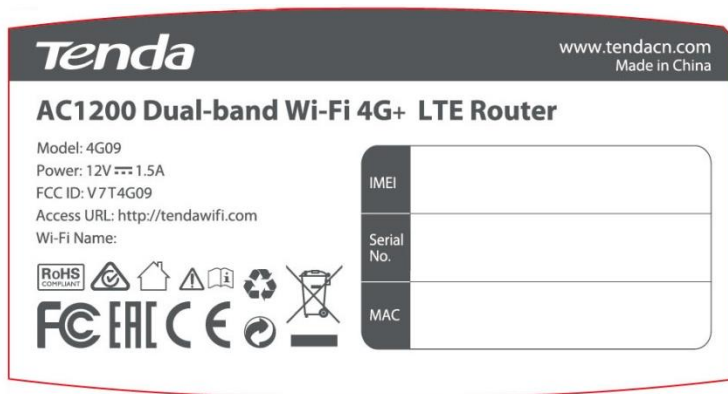 Tenda
www.tendacn.com
Made in China
AC1200 Dual-band Wi-Fi 4G+ LTE Router
Model: 4G09
Power: 12V⎓1.5A
FCC ID: V7T4G09
Access URL: http://tendawifi.com
Wi-Fi Name:
RoHS
COMPLIANT
FC EAC CE
IMEI
Serial
No.
MAC